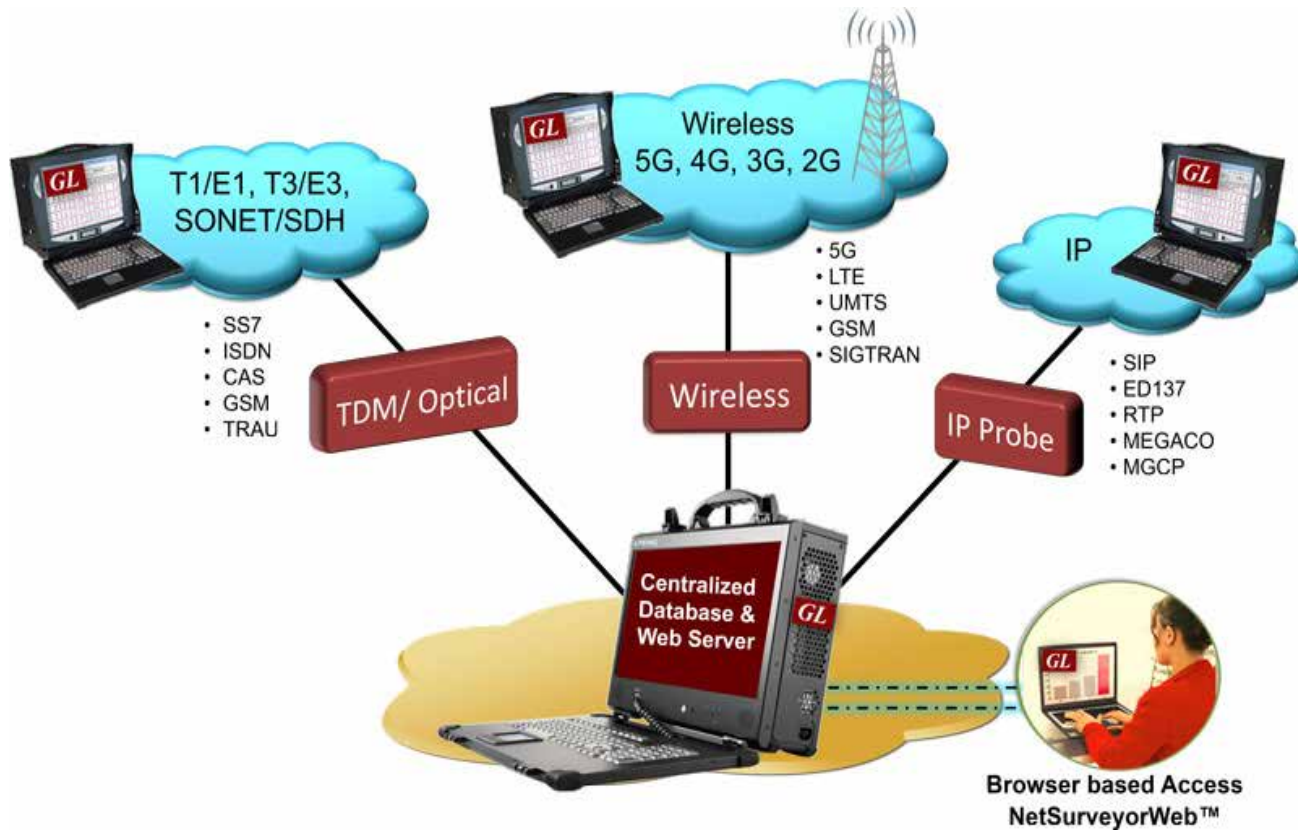 GL
T1/E1, T3/E3,
SONET/SDH
• SS7
• ISDN
• CAS
• GSM
• TRAU
TDM/ Optical
GL
Wireless
5G, 4G, 3G, 2G
• 5G
• LTE
• UMTS
• GSM
• SIGTRAN
Wireless
GL
IP
• SIP
• ED137
• RTP
• MEGACO
• MGCP
IP Probe
Centralized
Database &
Web Server
GL
GL
Browser based Access
NetSurveyorWeb™